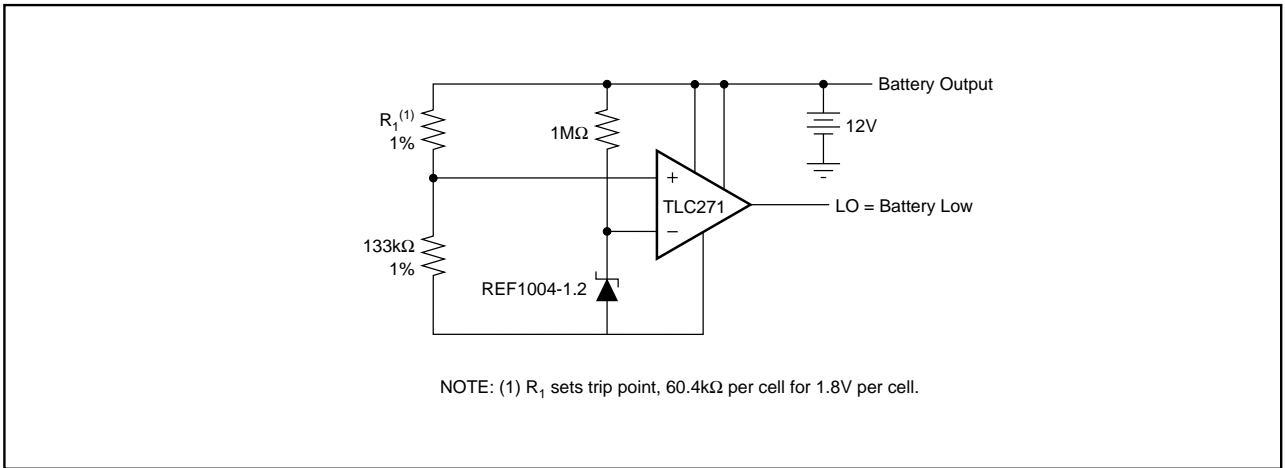 Battery Output
R1(1)
1%
1MΩ
12V
+
TLC271
−
LO = Battery Low
133kΩ
1%
REF1004-1.2
NOTE: (1) R1 sets trip point, 60.4kΩ per cell for 1.8V per cell.